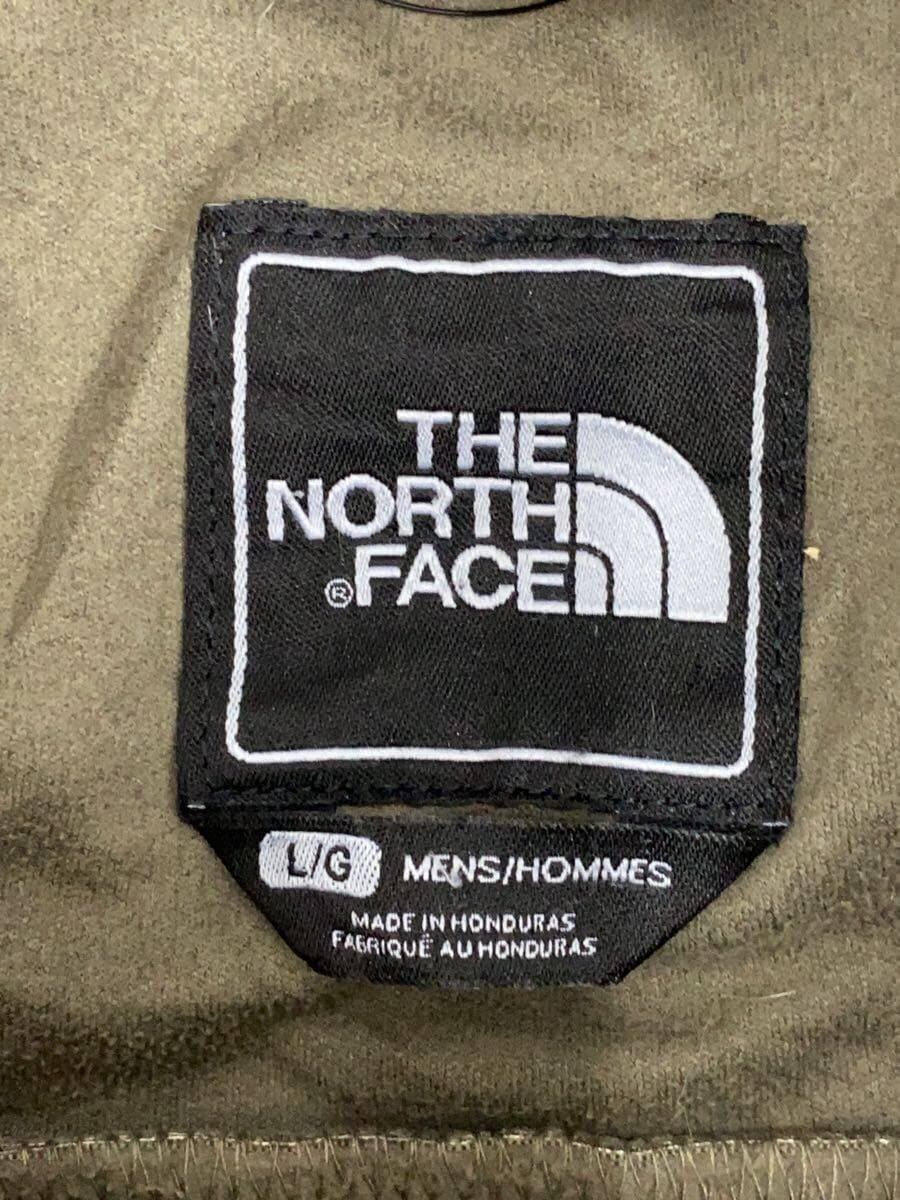 THE
NORTH
® FACE
L/G MENS/HOMMES
MADE IN HONDURAS
FABRIQUÉ AU HONDURAS